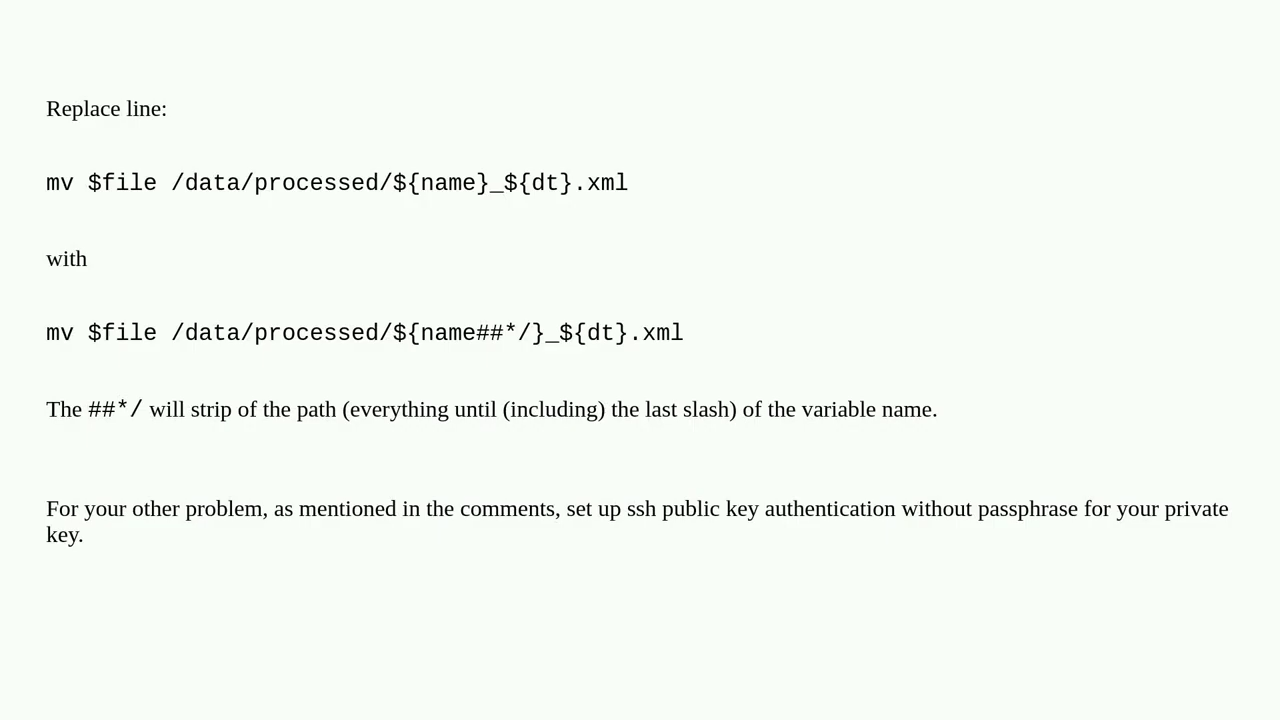 Replace line:
mv $file /data/processed/${name}_${dt}.xml
with
mv $file /data/processed/${name##*/}_${dt}.xml
The ##*/ will strip of the path (everything until (including) the last slash) of the variable name.
For your other problem, as mentioned in the comments, set up ssh public key authentication without passphrase for your private
key.